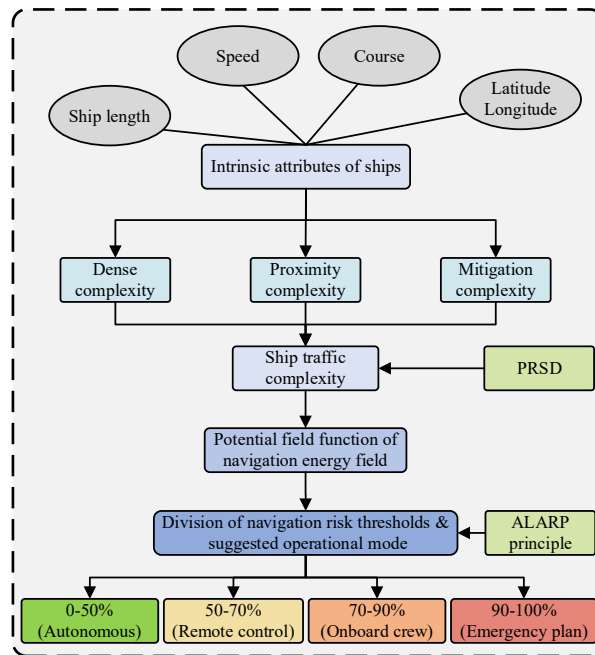 Speed
Course
Ship length
Latitude
Longitude
Intrinsic attributes of ships
Dense
complexity
Proximity
complexity
Mitigation
complexity
Ship traffic
complexity
PRSD
Potential field function of
navigation energy field
Division of navigation risk thresholds &
suggested operational mode
ALARP
principle
0-50%
(Autonomous)
50-70%
(Remote control)
70-90%
(Onboard crew)
90-100%
(Emergency plan)